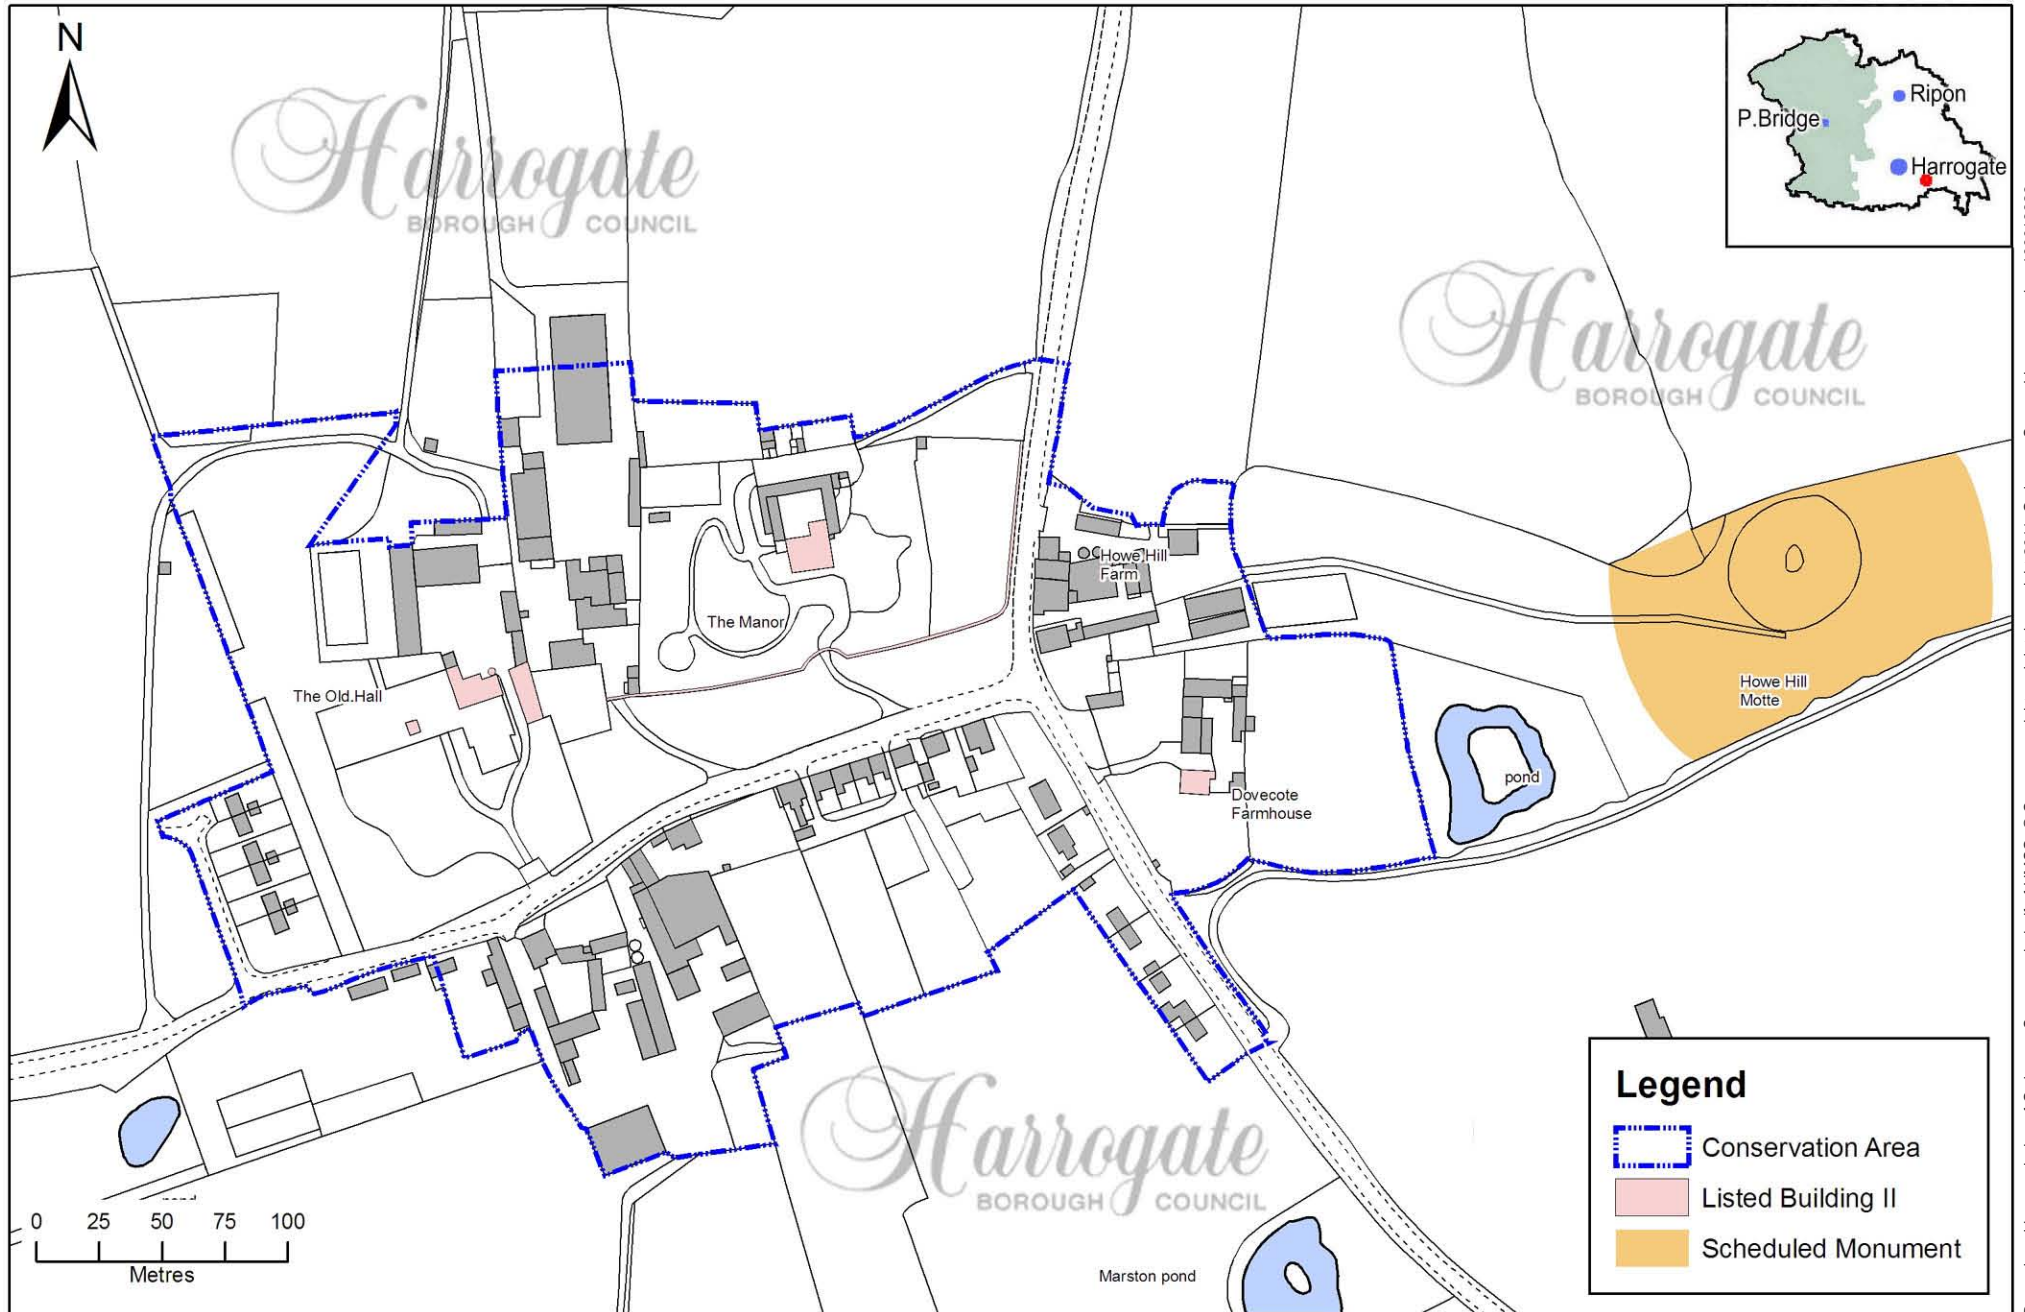 N
Harrogate
BOROUGH COUNCIL
Ripon
P.Bridge
Harrogate
Harrogate
BOROUGH COUNCIL
Howe Hill
Farm
The Manor
The Old.Hall
Howe Hill
Motte
pond
Dovecote
Farmhouse
Harrogate
BOROUGH COUNCIL
Marston pond
0 25 50 75 100
Metres
Legend
Conservation Area
Listed Building II
Scheduled Monument